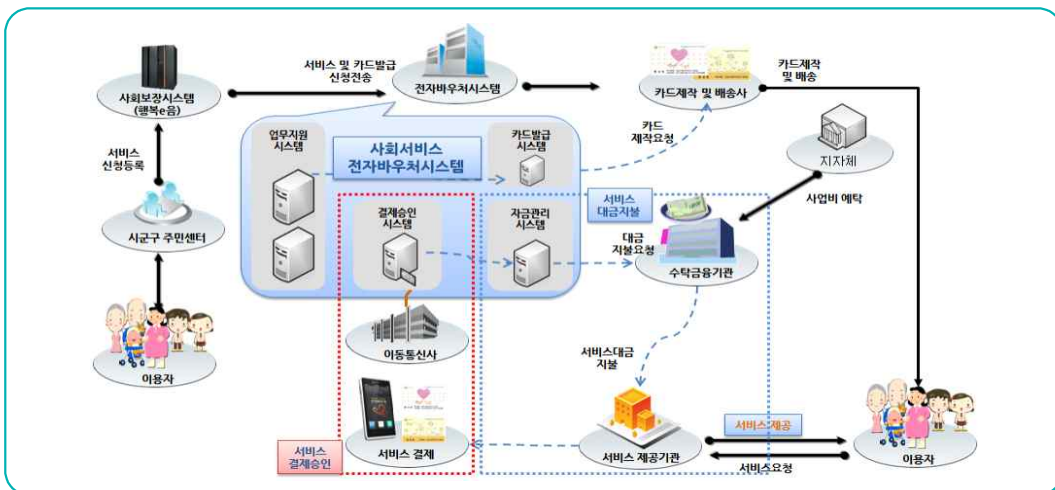 서비스 및 카드발급
신청전송
전자바우처시스템
카드제작 및 배송사
카드제작
및 배송
사회보장시스템
(행복e음)
업무지원
시스템
사회서비스
전자바우처시스템
카드발급
시스템
카드
제작요청
지자체
서비스
신청등록
사업비 예탁
서비스
대금지불
결제승인
시스템
자금관리
시스템
대금
지불요청
수탁금융기관
시군구 주민센터
이동통신사
서비스대금
지불
이용자
서비스 제공
서비스
결제승인
서비스 결제
서비스 제공기관
서비스요청
이용자